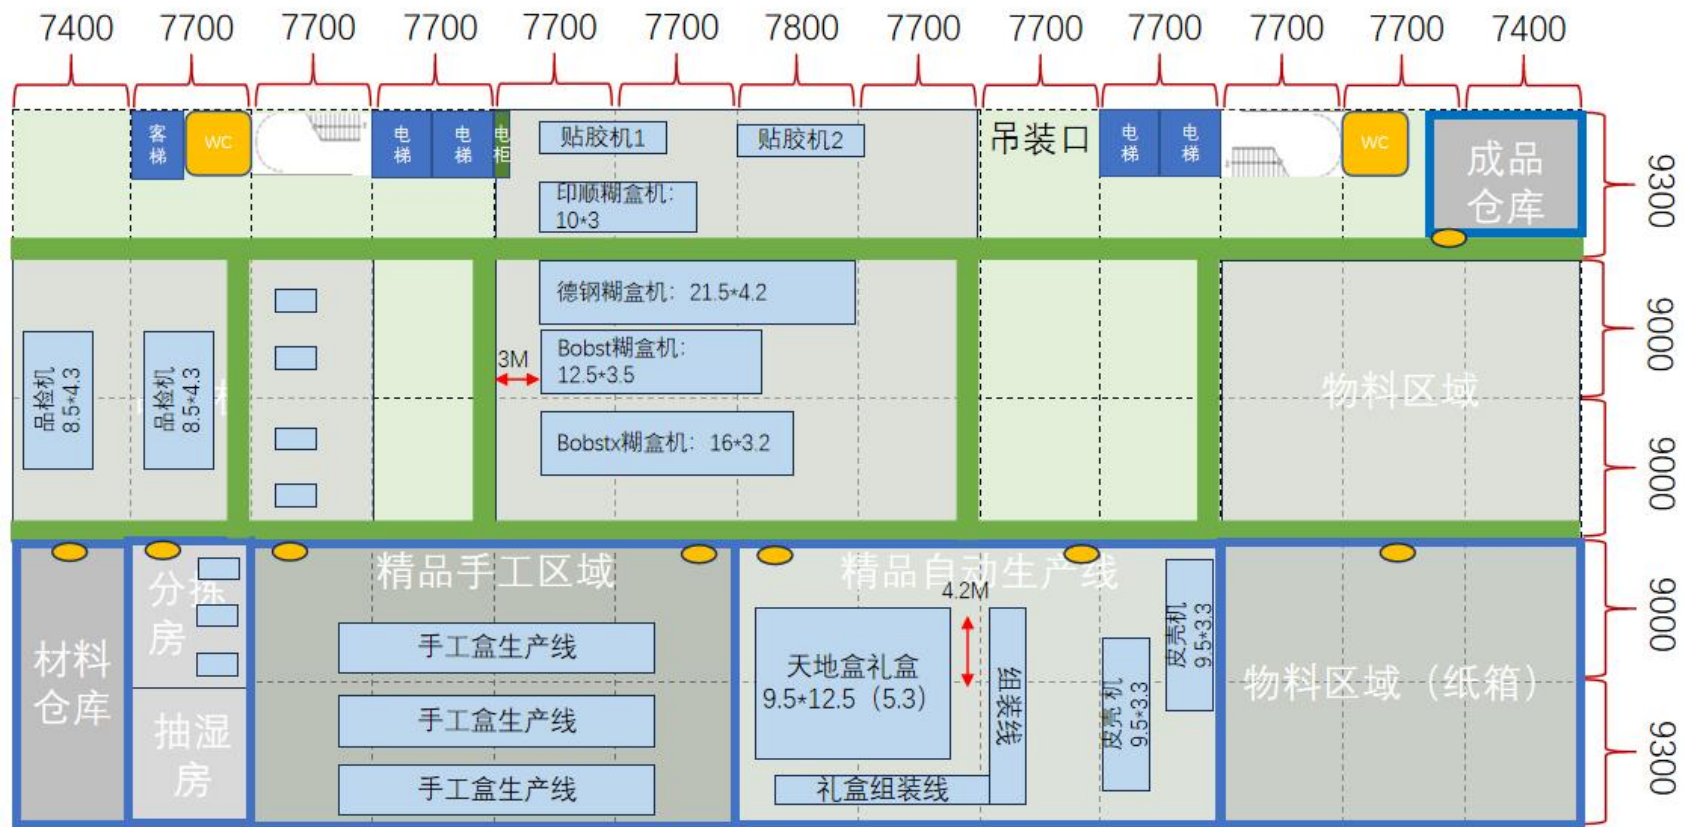 7400 7700 7700 7700 7700 7700 7800 7700 7700 7700 7700 7700 7400
客梯
WC
电梯
电梯
电柜
贴胶机1
贴胶机2
吊装口
电梯
电梯
WC
成品
仓库
9300
印顺糊盒机:
10*3
德钢糊盒机: 21.5*4.2
9000
品检机
8.5*4.3
品检机
8.5*4.3
3M
Bobst糊盒机:
12.5*3.5
物料区域
Bobstx糊盒机: 16*3.2
9000
材料
仓库
分拣
房
抽湿
房
精品手工区域
手工盒生产线
手工盒生产线
手工盒生产线
精品自动生产线
4.2M
天地盒礼盒
9.5*12.5（5.3）
组装线
礼盒组装线
皮壳机
9.5*3.3
皮壳机
9.5*3.3
物料区域（纸箱）
9000
9300